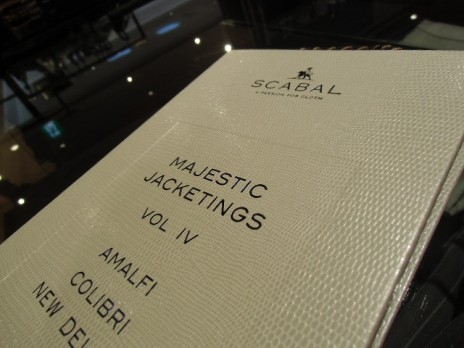 SCABAL
A PASSION FOR CLOTH
MAJESTIC
JACKETINGS
VOL IV
AMALFI
COLIBRI
NEW DEL